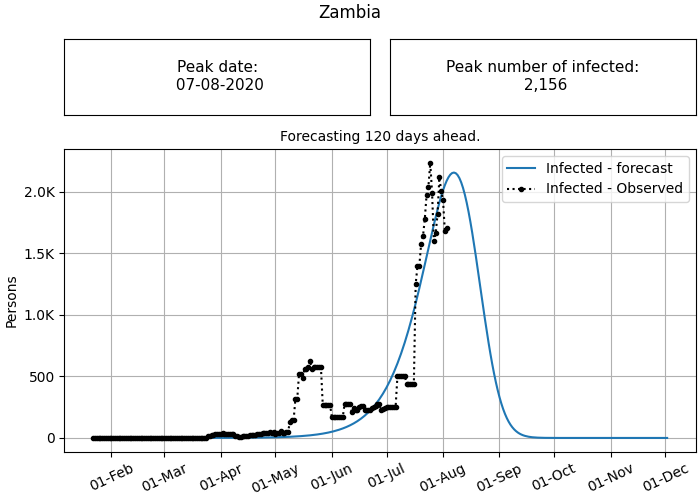 Zambia
Peak date:
07-08-2020
Peak number of infected:
2,156
Forecasting 120 days ahead.
Infected - forecast
Infected - Observed
Persons
2.0K
1.5K
1.0K
500
0
01-Feb
01-Mar
01-Apr
01-May
01-Jun
01-Jul
01-Aug
01-Sep
01-Oct
01-Nov
01-Dec